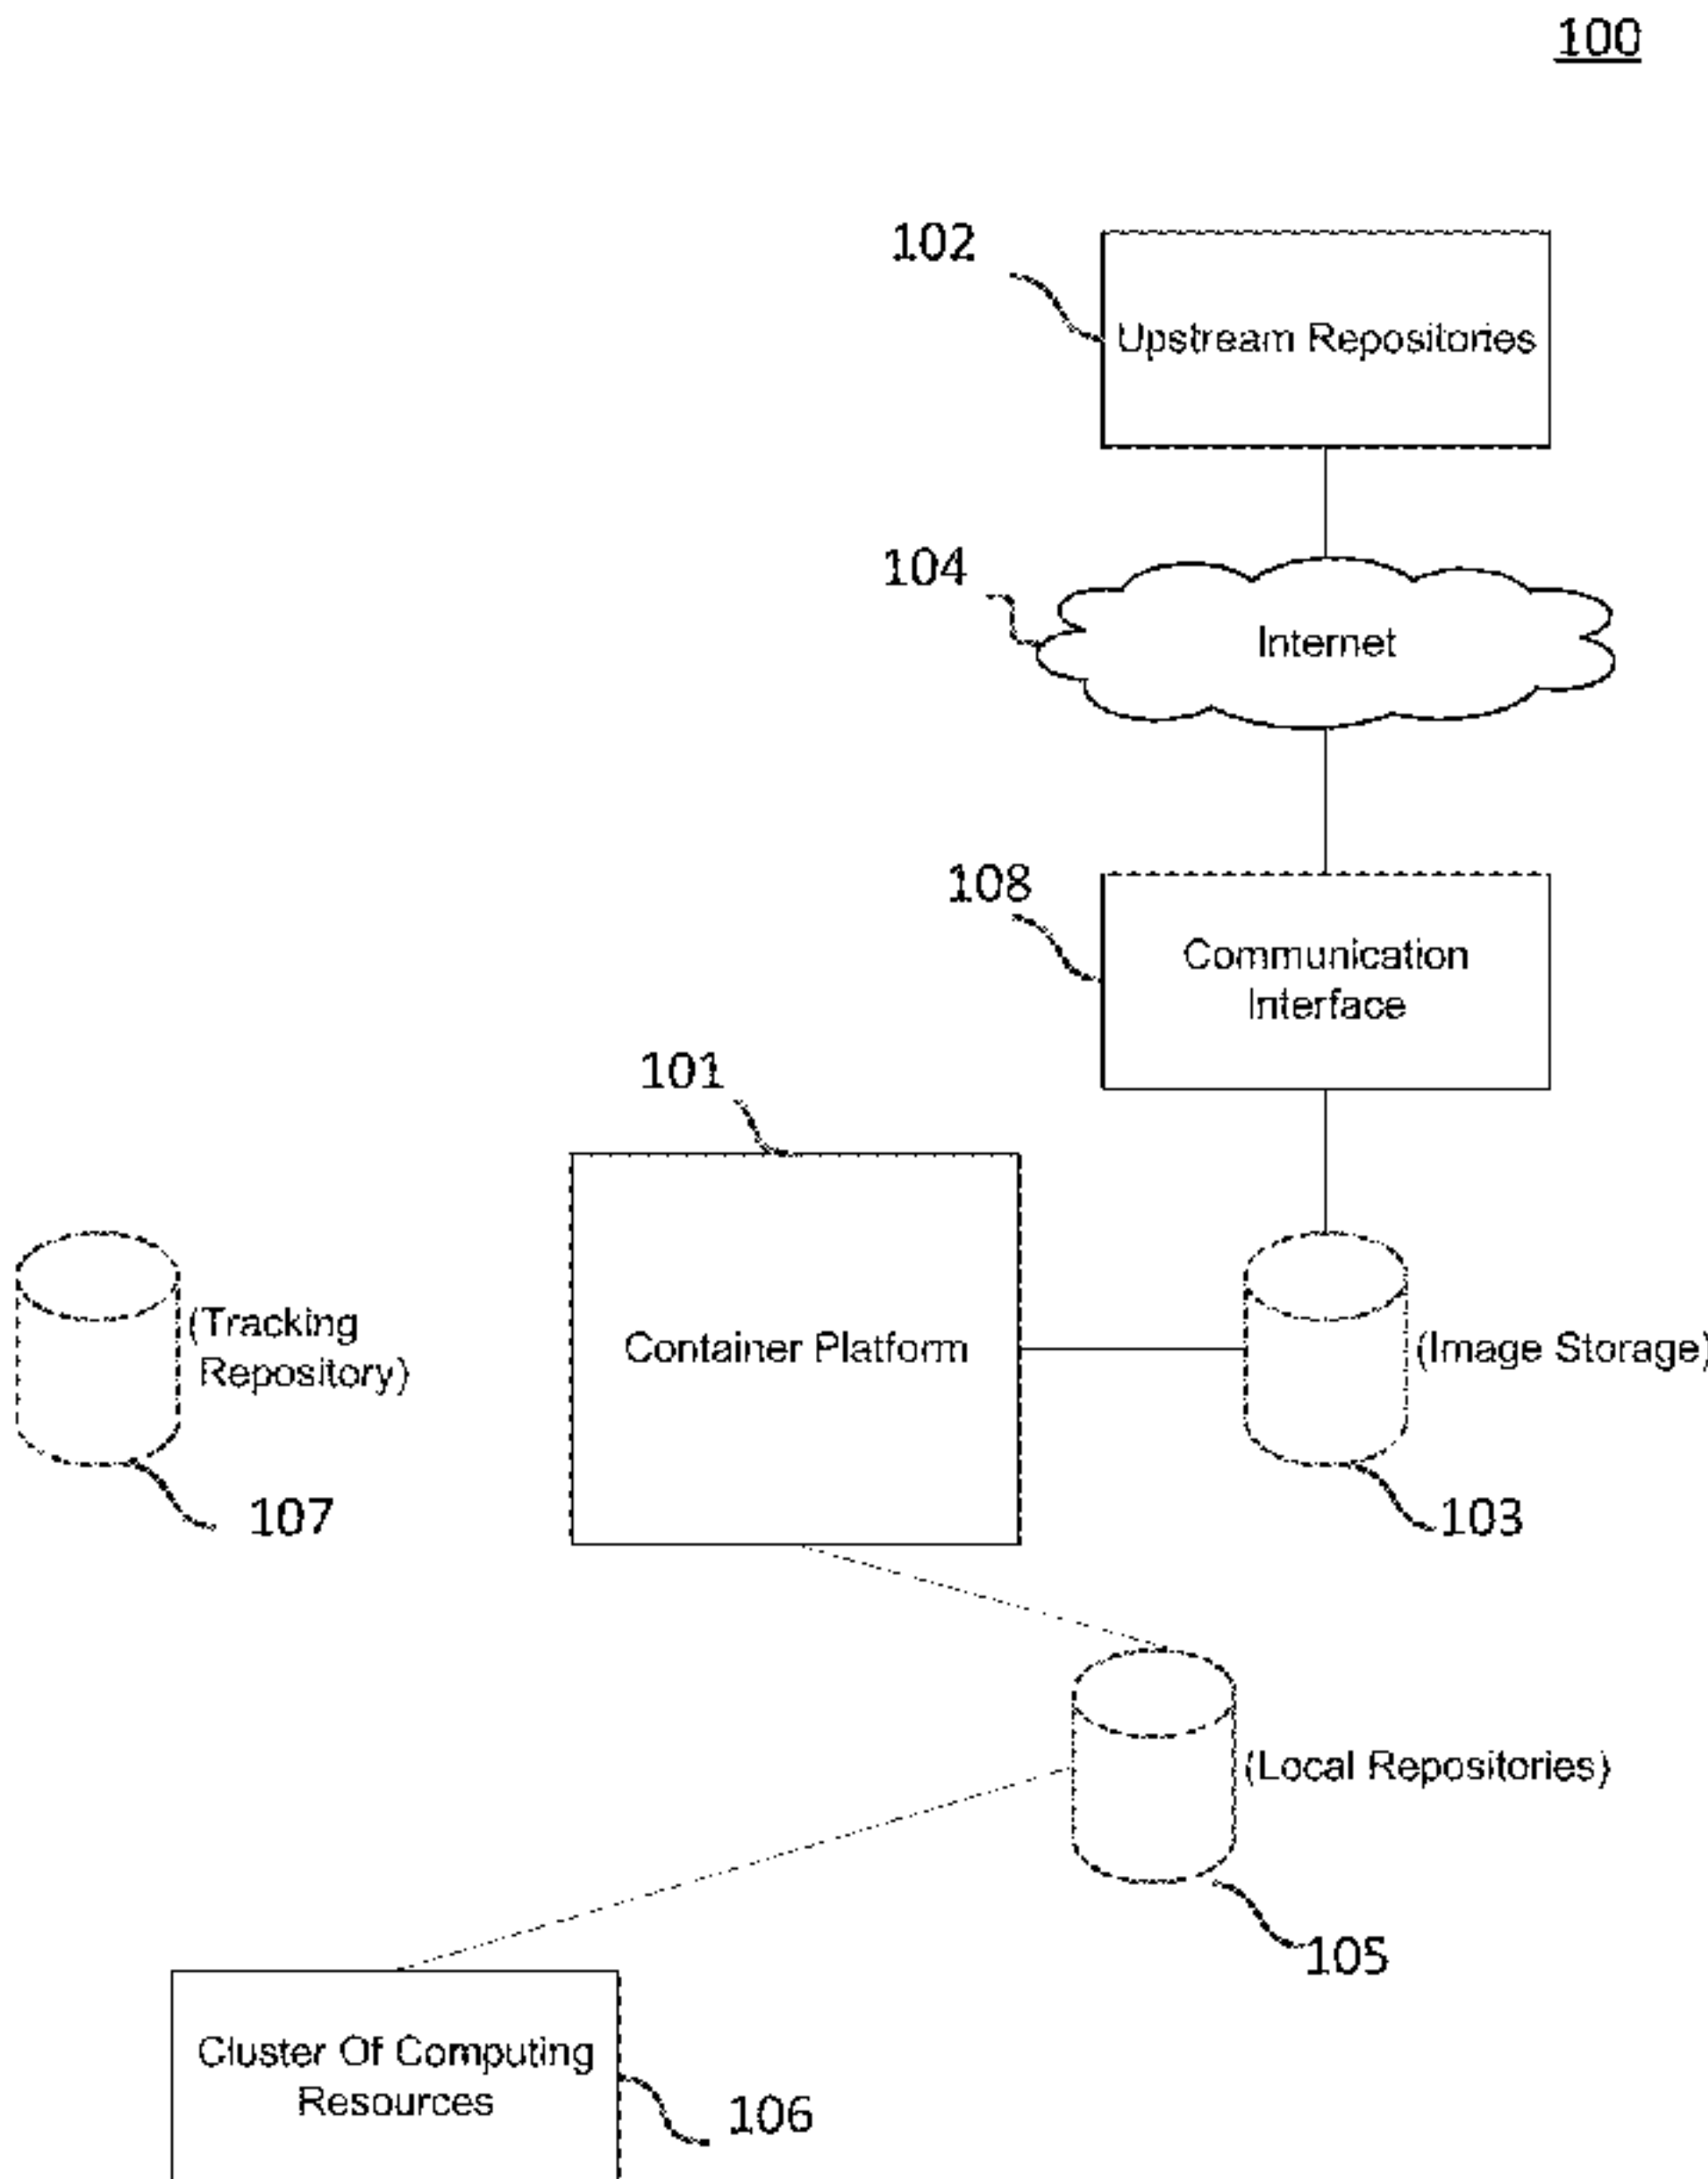 100
102
Upstream Repositories
104
Internet
108
Communication
Interface
101
Container Platform
(Tracking
Repository)
107
(Image Storage)
103
(Local Repositories)
105
Cluster Of Computing
Resources
106